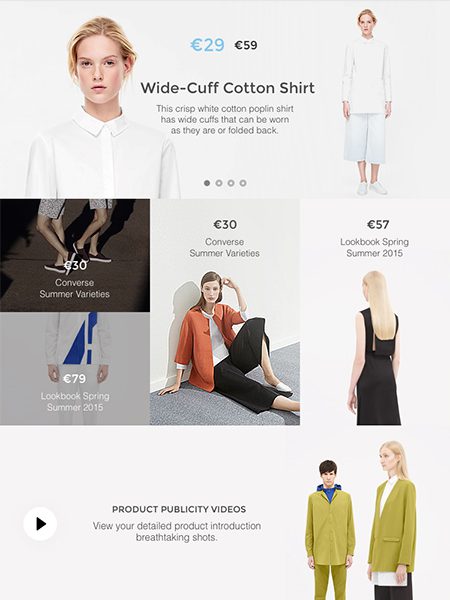 €29 €59
Wide-Cuff Cotton Shirt
This crisp white cotton poplin shirt
has wide cuffs that can be worn
as they are or folded back.
€30
Converse
Summer Varieties
€79
Lookbook Spring
Summer 2015
€30
Converse
Summer Varieties
€57
Lookbook Spring
Summer 2015
PRODUCT PUBLICITY VIDEOS
View your detailed product introduction
breathtaking shots.